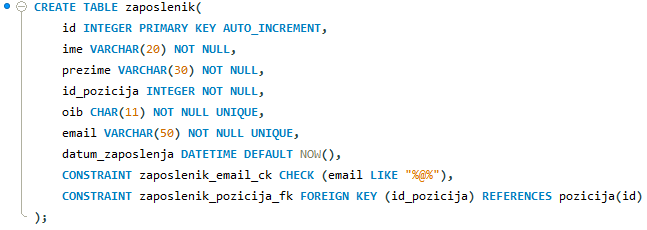 CREATE TABLE zaposlenik(
id INTEGER PRIMARY KEY AUTO_INCREMENT,
ime VARCHAR(20) NOT NULL,
prezime VARCHAR(30) NOT NULL,
id_pozicija INTEGER NOT NULL,
oib CHAR(11) NOT NULL UNIQUE,
email VARCHAR(50) NOT NULL UNIQUE,
datum_zaposlenja DATETIME DEFAULT NOW(),
CONSTRAINT zaposlenik_email_ck CHECK (email LIKE "%@%"),
CONSTRAINT zaposlenik_pozicija_fk FOREIGN KEY (id_pozicija) REFERENCES pozicija(id)
);